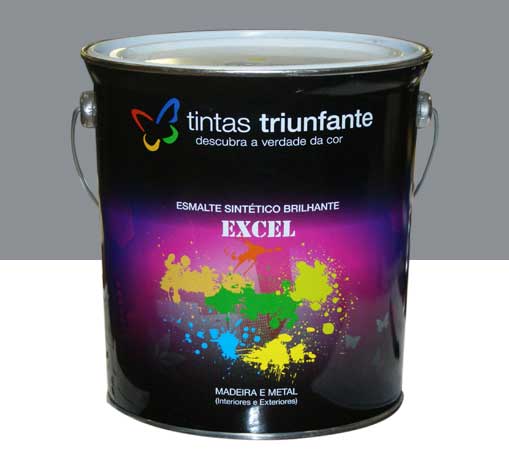 tintas triunfante
descubra a verdade da cor
ESMALTE SINTÉTICO BRILHANTE
EXCEL
MADEIRA E METAL
(Interiores e Exteriores)